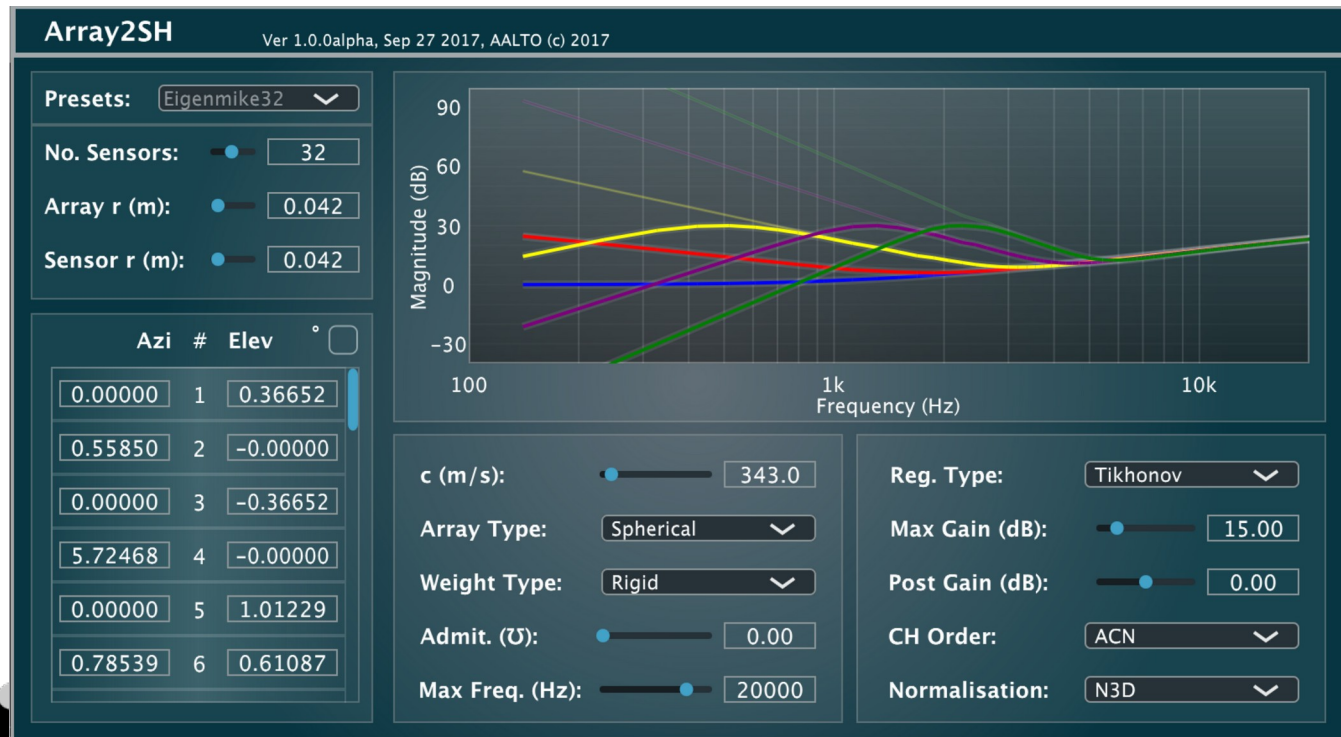 Array2SH
Ver 1.0.0alpha, Sep 27 2017, AALTO (c) 2017
Presets: Eigenmike32
No. Sensors: 32
Array r (m): 0.042
Sensor r (m): 0.042
Azi # Elev °
0.00000 1 0.36652
0.55850 2 -0.00000
0.00000 3 -0.36652
5.72468 4 -0.00000
0.00000 5 1.01229
0.78539 6 0.61087
Magnitude (dB)
90
60
30
0
-30
100 1k 10k
Frequency (Hz)
c (m/s): 343.0
Array Type: Spherical
Weight Type: Rigid
Admit. (℧): 0.00
Max Freq. (Hz): 20000
Reg. Type: Tikhonov
Max Gain (dB): 15.00
Post Gain (dB): 0.00
CH Order: ACN
Normalisation: N3D